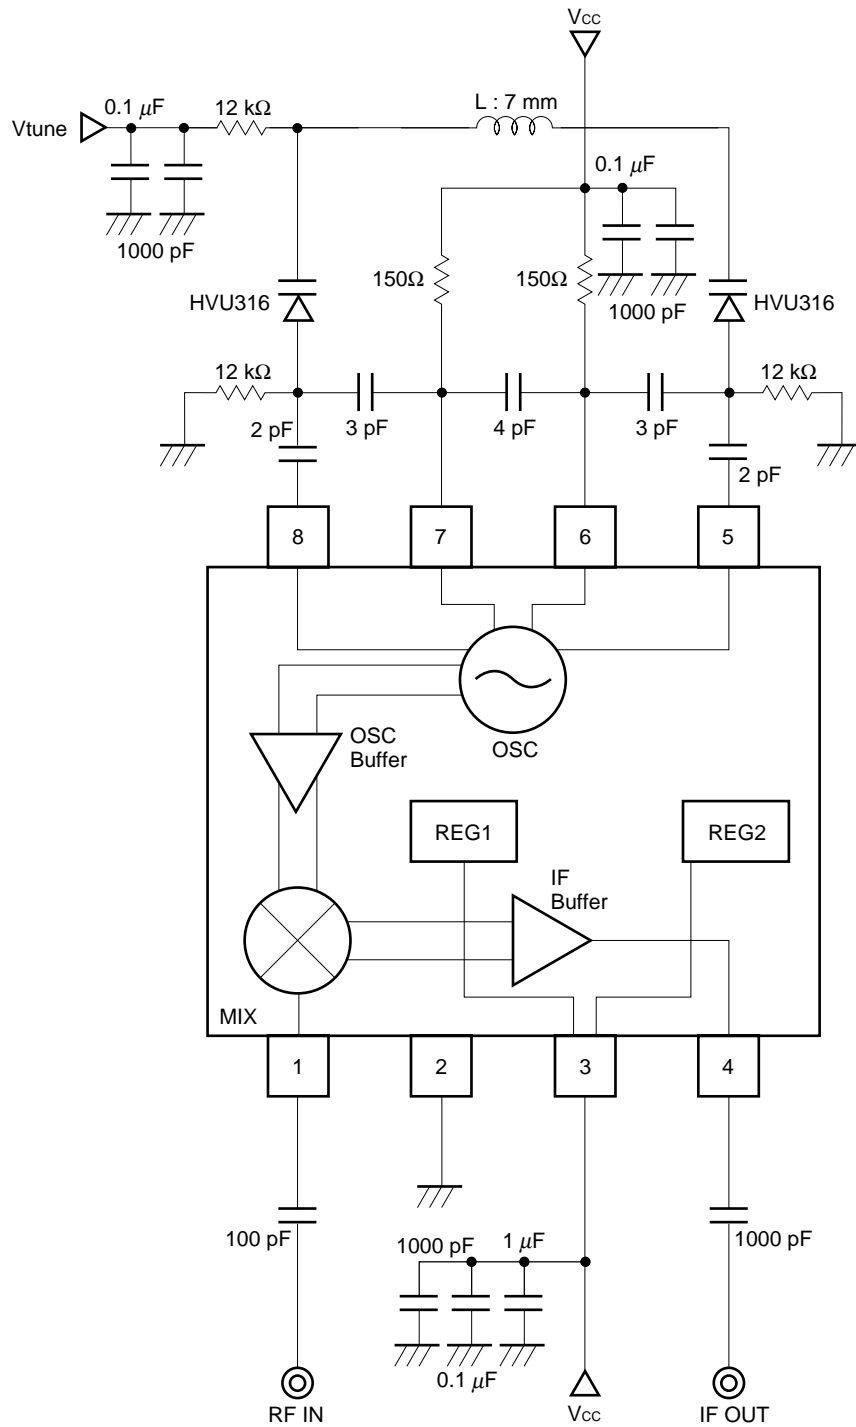 VCC
L : 7 mm
0.1 μF
12 kΩ
Vtune
0.1 μF
1000 pF
150Ω
150Ω
1000 pF
HVU316
HVU316
12 kΩ
12 kΩ
2 pF
3 pF
4 pF
3 pF
2 pF
8
7
6
5
OSC
Buffer
OSC
REG1
REG2
IF
Buffer
MIX
1
2
3
4
100 pF
1000 pF
1 μF
1000 pF
0.1 μF
RF IN
VCC
IF OUT